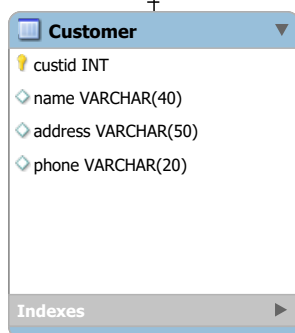 Customer
custid INT
name VARCHAR(40)
address VARCHAR(50)
phone VARCHAR(20)
Indexes